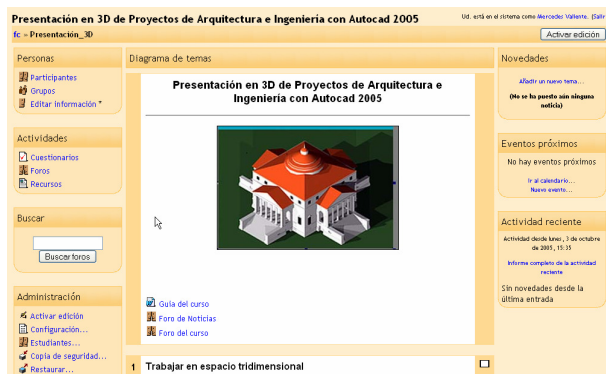 Presentación en 3D de Proyectos de Arquitectura e Ingeniería con Autocad 2005
Ud. está en el sistema como Mercedes Valiente. (Salir
fc » Presentación_3D
Activar edición
Personas
Participantes
Grupos
Editar información *
Actividades
Cuestionarios
Foros
Recursos
Buscar
Buscar foros
Administración
Activar edición
Configuración...
Estudiantes...
Copia de seguridad...
Restaurar...
Diagrama de temas
Presentación en 3D de Proyectos de Arquitectura e
Ingeniería con Autocad 2005
Guía del curso
Foro de Noticias
Foro del curso
1 Trabajar en espacio tridimensional
Novedades
Añadir un nuevo tema...
(No se ha puesto aún ninguna
noticia)
Eventos próximos
No hay eventos próximos
Ir al calendario...
Nuevo evento...
Actividad reciente
Actividad desde lunes, 3 de octubre
de 2005, 15:35
Informe completo de la actividad
reciente
Sin novedades desde la
última entrada